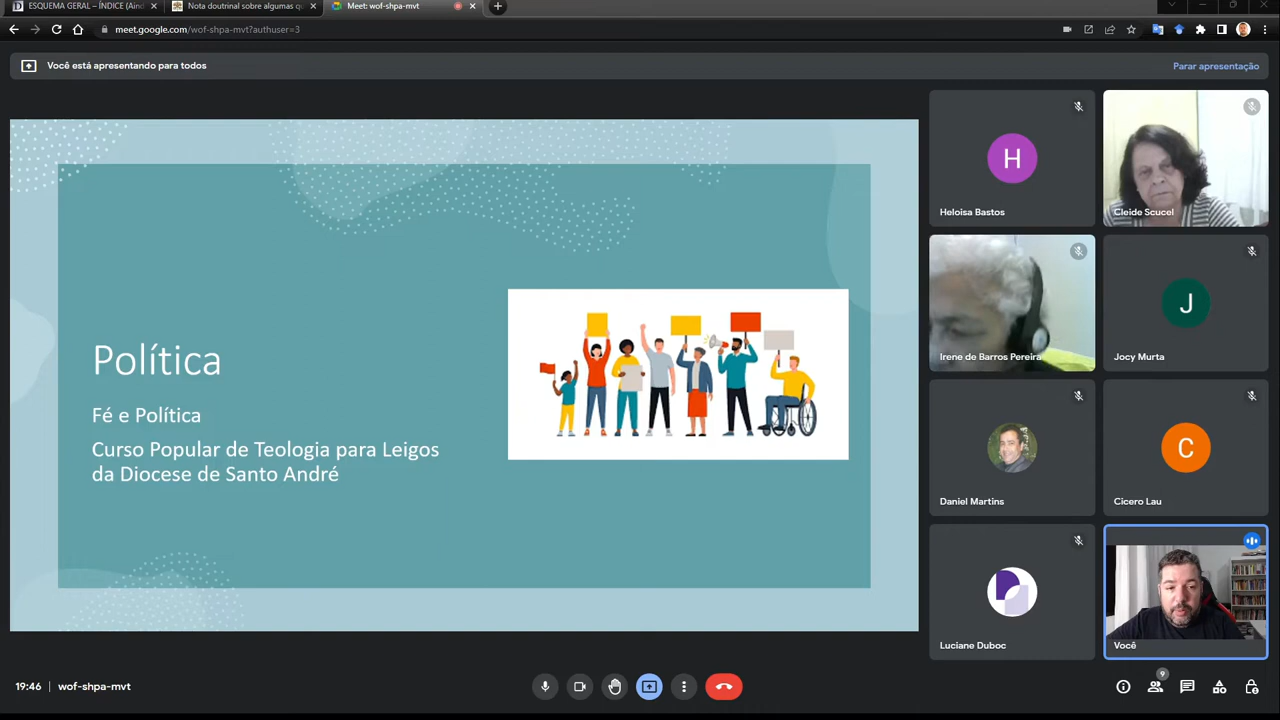 ESQUEMA GERAL – ÍNDICE (Aind
Nota doutrinal sobre algumas qu
Meet: wof-shpa-mvt
meet.google.com/wof-shpa-mvt?authuser=3
Você está apresentando para todos
Parar apresentação
Política
Fé e Política
Curso Popular de Teologia para Leigos
da Diocese de Santo André
H
Heloisa Bastos
Cleide Scucel
Irene de Barros Pereira
J
Jocy Murta
Daniel Martins
C
Cicero Lau
Luciane Duboc
Você
19:46 | wof-shpa-mvt
9